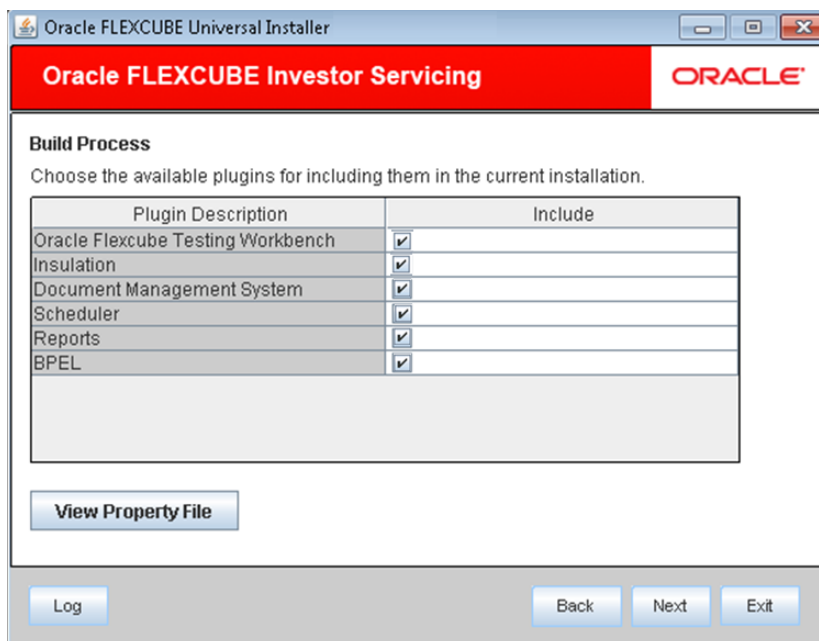 Oracle FLEXCUBE Universal Installer
Oracle FLEXCUBE Investor Servicing
ORACLE
Build Process
Choose the available plugins for including them in the current installation.
Plugin Description Include
Oracle Flexcube Testing Workbench
Insulation
Document Management System
Scheduler
Reports
BPEL
View Property File
Log Back Next Exit